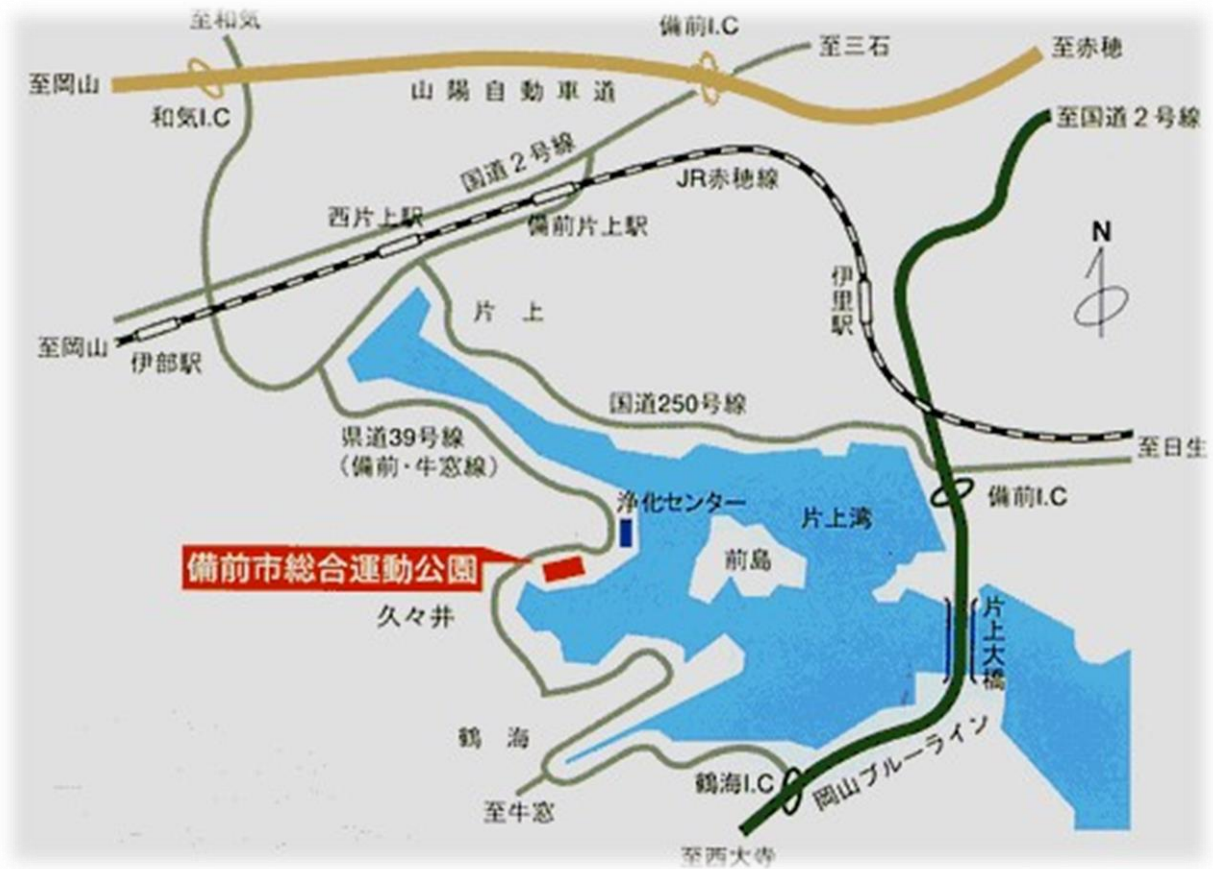 至和気
備前I.C
至三石
至赤穂
至岡山
山陽自動車道
和気I.C
至国道2号線
国道2号線
JR赤穂線
西片上駅
備前片上駅
N
伊里駅
片上
至岡山
伊部駅
国道250号線
県道39号線
（備前・牛窓線）
至日生
備前I.C
浄化センター
片上湾
前島
備前市総合運動公園
久々井
片上大橋
鶴海
鶴海I.C
岡山ブルーライン
至牛窓
至西大寺